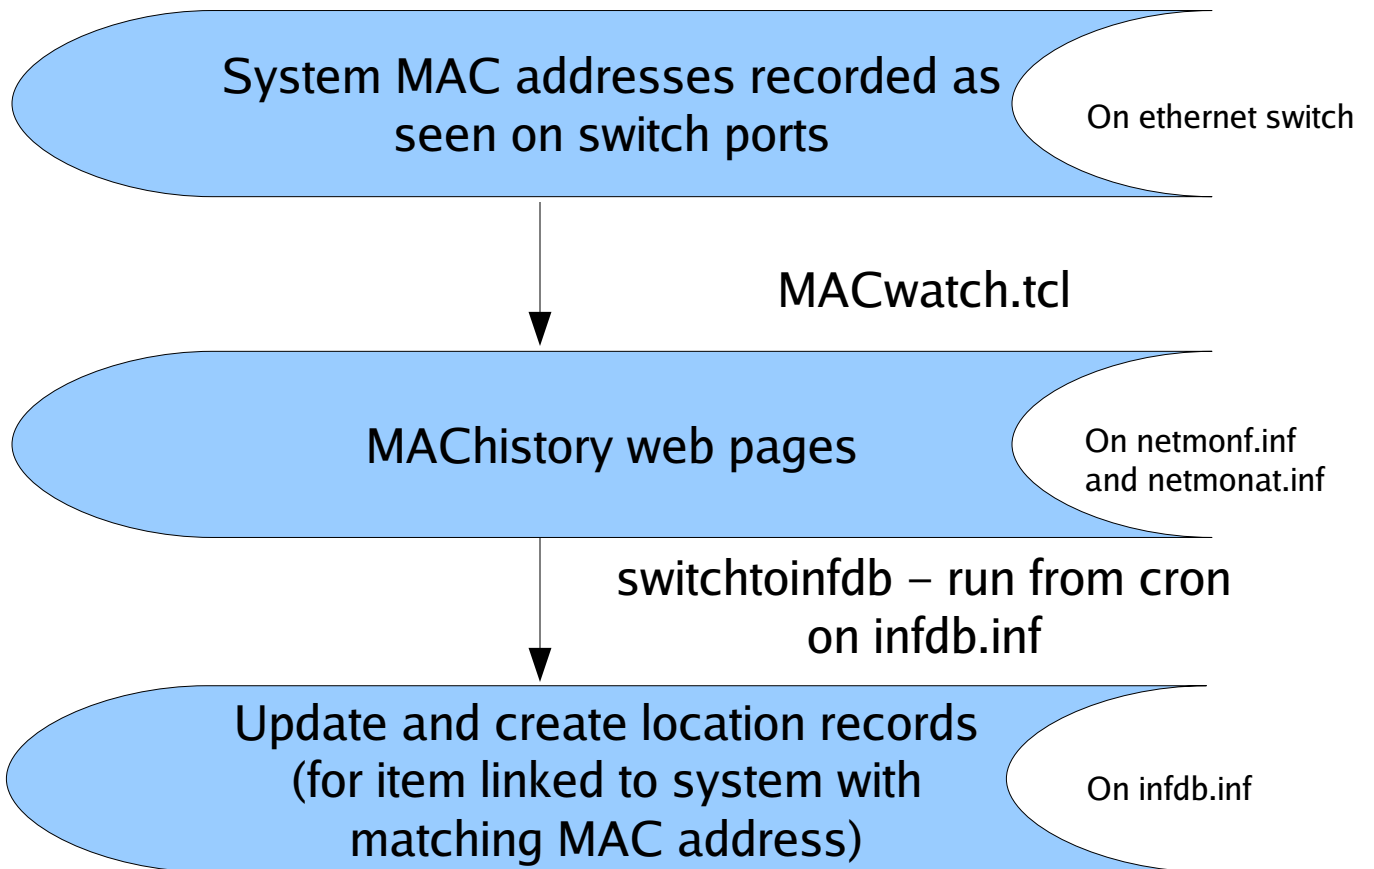 System MAC addresses recorded as
seen on switch ports
On ethernet switch
MACwatch.tcl
MAChistory web pages
On netmonf.inf
and netmonat.inf
switchtoinfdb – run from cron
on infdb.inf
Update and create location records
(for item linked to system with
matching MAC address)
On infdb.inf